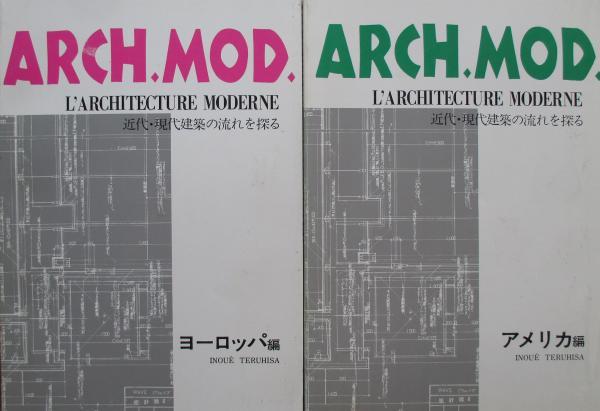 ARCH.MOD.
L'ARCHITECTURE MODERNE
近代・現代建築の流れを探る
ヨーロッパ編
INOUÉ TERUHISA
ARCH.MOD.
L'ARCHITECTURE MODERNE
近代・現代建築の流れを探る
アメリカ編
INOUÉ TERUHISA